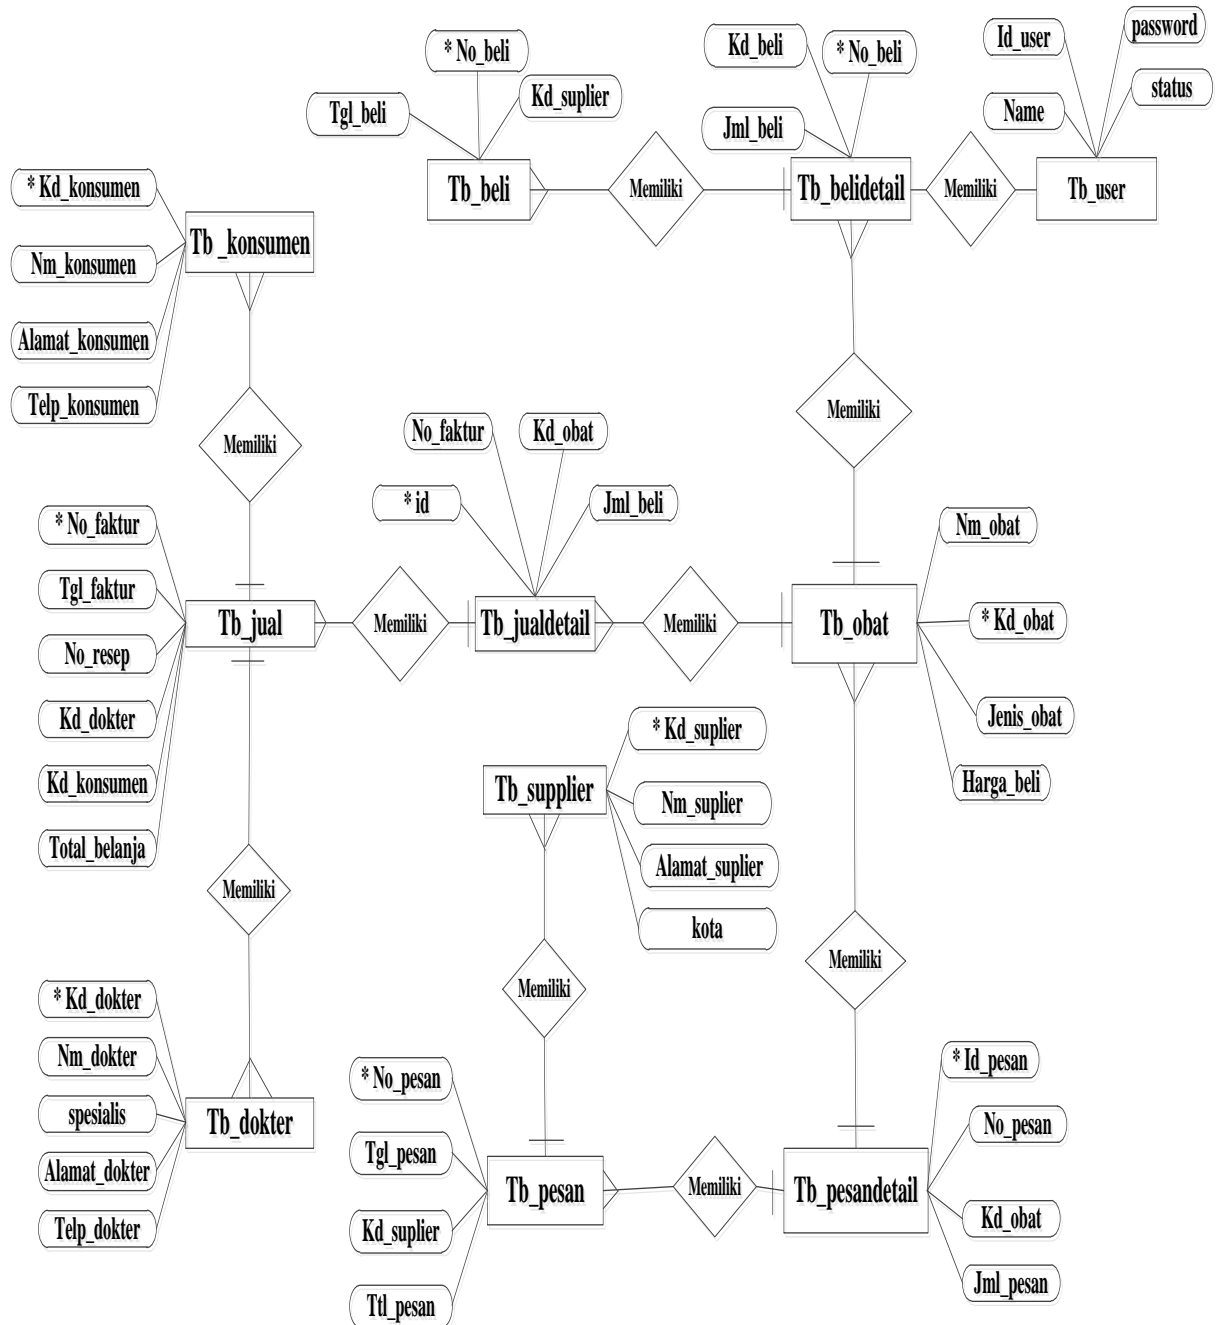 password
Id_user
* No_beli
Kd_beli
* No_beli
status
Kd_suplier
Tgl_beli
Name
Jml_beli
Tb_beli
Memiliki
Tb_belidetail
Memiliki
Tb_user
* Kd_konsumen
Tb _konsumen
Nm_konsumen
Alamat_konsumen
Telp_konsumen
Memiliki
Memiliki
No_faktur
Kd_obat
* id
Jml_beli
* No_faktur
Nm_obat
Tgl_faktur
Tb_jual
Memiliki
Tb_jualdetail
Memiliki
Tb_obat
* Kd_obat
No_resep
Kd_dokter
Jenis_obat
* Kd_suplier
Kd_konsumen
Tb_supplier
Harga_beli
Nm_suplier
Total_belanja
Alamat_suplier
Memiliki
kota
Memiliki
Memiliki
* Kd_dokter
Nm_dokter
* No_pesan
* Id_pesan
spesialis
Tb_dokter
No_pesan
Tgl_pesan
Alamat_dokter
Tb_pesan
Memiliki
Tb_pesandetail
Telp_dokter
Kd_suplier
Kd_obat
Jml_pesan
Ttl_pesan